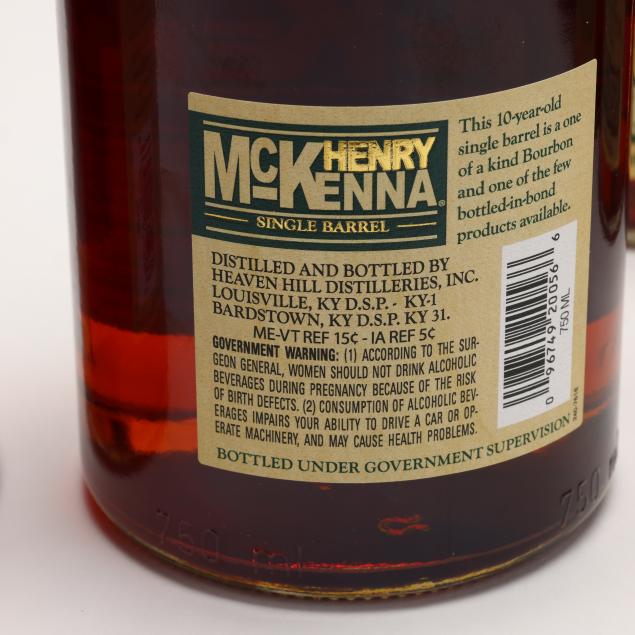 HENRY
McKENNA®
SINGLE BARREL
This 10-year-old
single barrel is a one
of a kind Bourbon
and one of the few
bottled-in-bond
products available.
DISTILLED AND BOTTLED BY
HEAVEN HILL DISTILLERIES, INC.
LOUISVILLE, KY D.S.P. - KY-1
BARDSTOWN, KY D.S.P. KY 31.
ME-VT REF 15¢ - IA REF 5¢
GOVERNMENT WARNING: (1) ACCORDING TO THE SUR-
GEON GENERAL, WOMEN SHOULD NOT DRINK ALCOHOLIC
BEVERAGES DURING PREGNANCY BECAUSE OF THE RISK
OF BIRTH DEFECTS. (2) CONSUMPTION OF ALCOHOLIC BEV-
ERAGES IMPAIRS YOUR ABILITY TO DRIVE A CAR OR OP-
ERATE MACHINERY, AND MAY CAUSE HEALTH PROBLEMS.
0 96749 20056 6
750 ML
BOTTLED UNDER GOVERNMENT SUPERVISION
750 ml
750